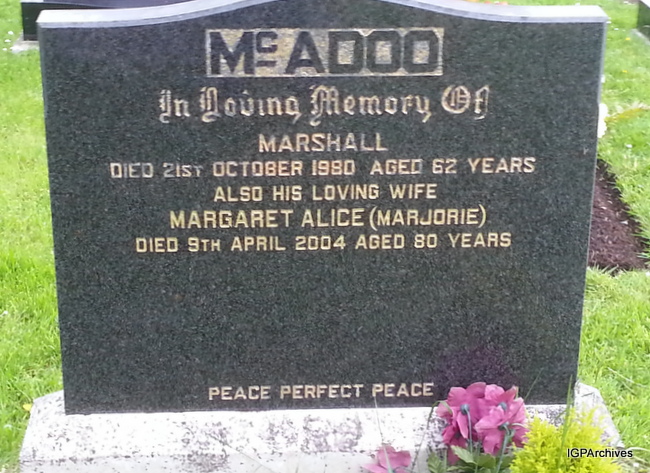 McADOO
In Loving Memory Of
MARSHALL
DIED 21ST OCTOBER 1980 AGED 62 YEARS
ALSO HIS LOVING WIFE
MARGARET ALICE (MARJORIE)
DIED 9TH APRIL 2004 AGED 80 YEARS
PEACE PERFECT PEACE
IGPArchives